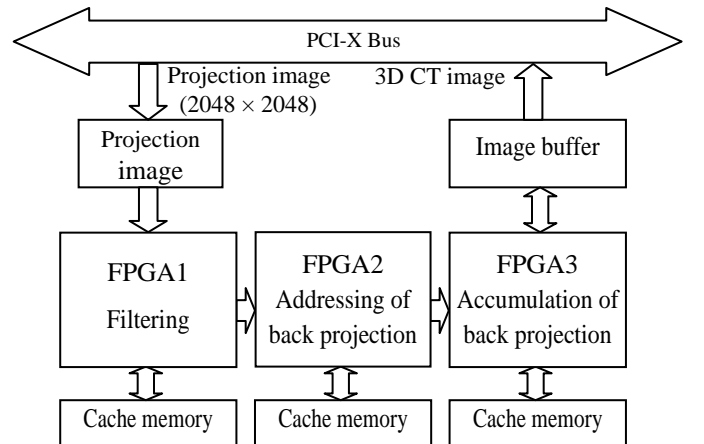 PCI-X Bus
Projection image
(2048 × 2048)
3D CT image
Projection
image
Image buffer
FPGA1
Filtering
FPGA2
Addressing of
back projection
FPGA3
Accumulation of
back projection
Cache memory
Cache memory
Cache memory